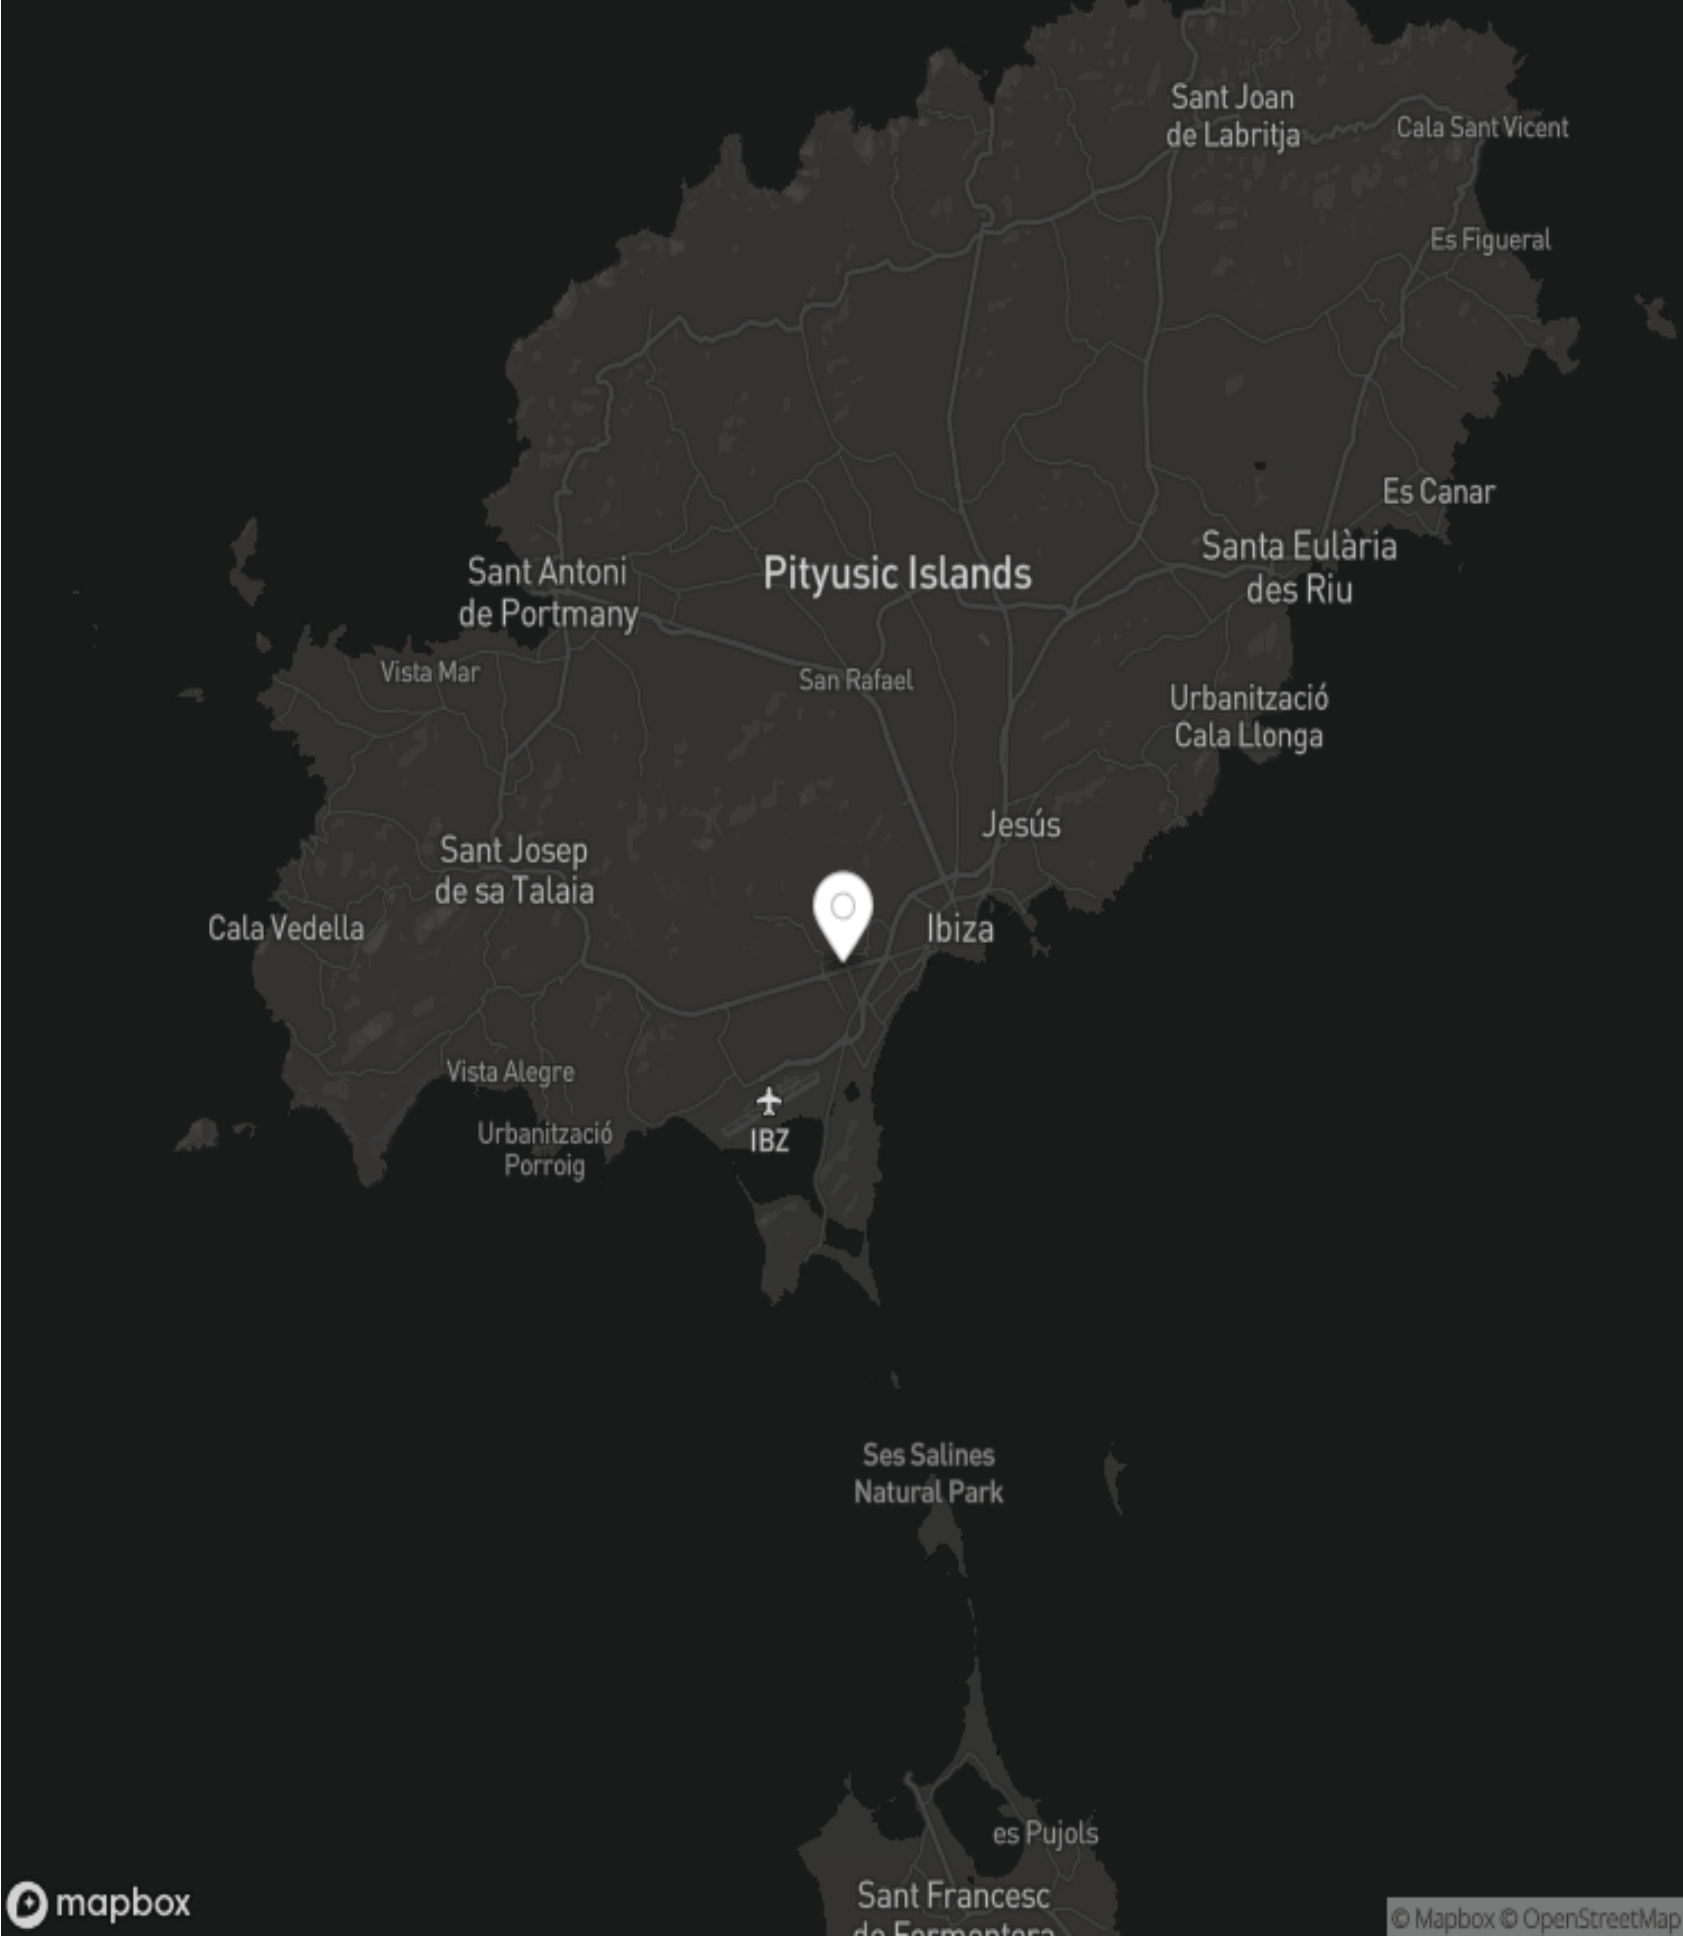 Sant Joan
de Labritja
Cala Sant Vicent
Es Figueral
Es Canar
Santa Eulària
des Riu
Sant Antoni
de Portmany
Pityusic Islands
Vista Mar
San Rafael
Urbanització
Cala Llonga
Jesús
Sant Josep
de sa Talaia
Cala Vedella
Ibiza
Vista Alegre
IBZ
Urbanització
Porroig
Ses Salines
Natural Park
es Pujols
Sant Francesc
de Formentera
mapbox
© Mapbox © OpenStreetMap